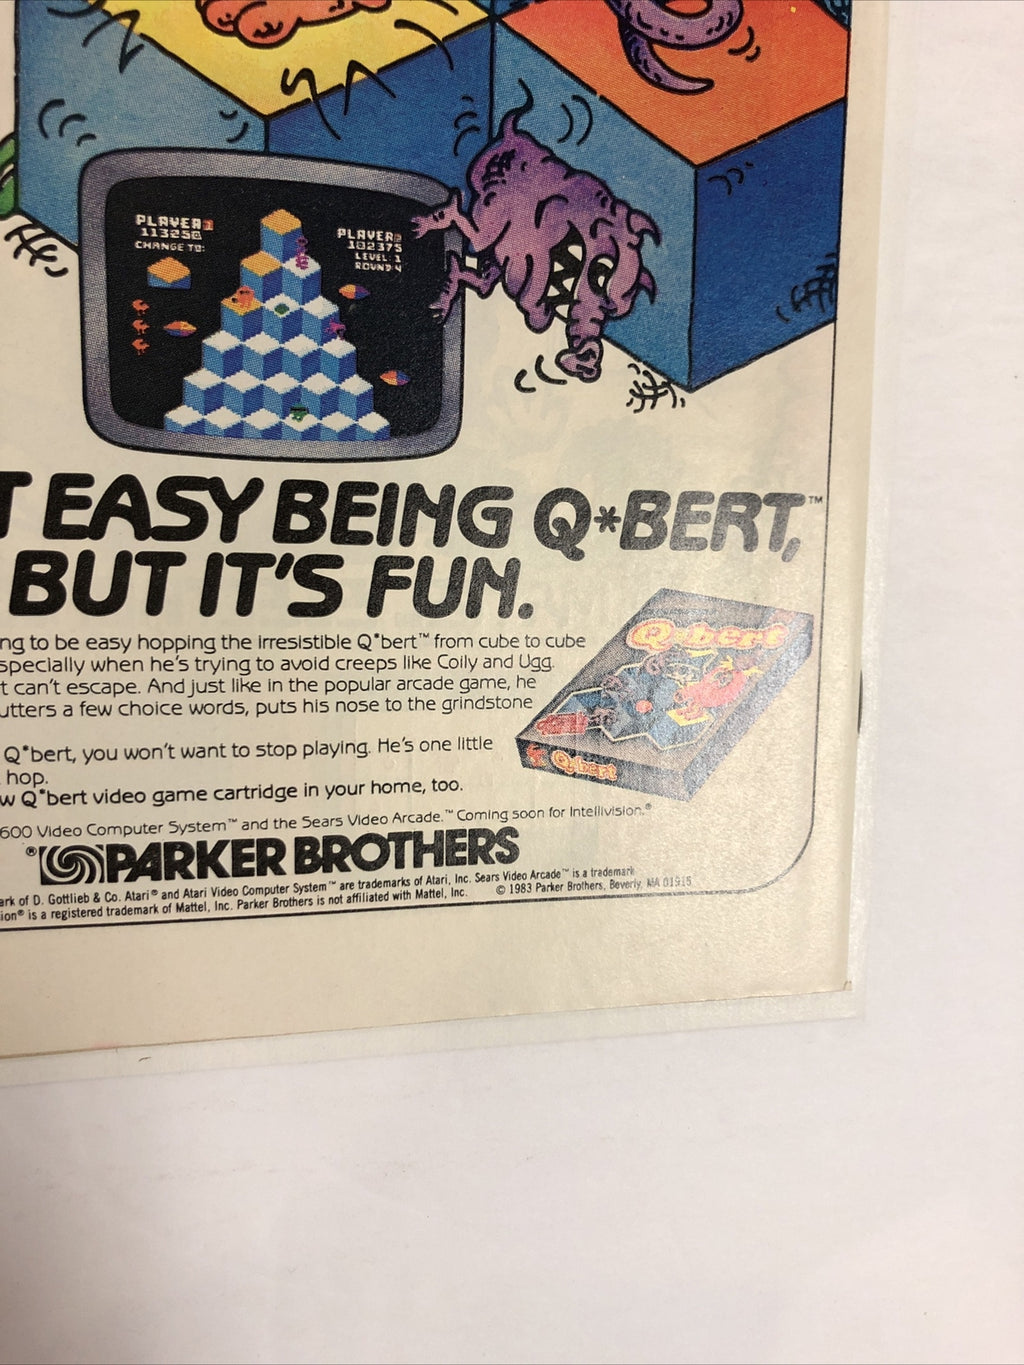 PLAYER
113250
CHANGE TO:
PLAYER
102375
LEVEL: 1
ROUND: 4
T EASY BEING Q*BERT,™
BUT IT'S FUN.
ng to be easy hopping the irresistible Q*bert™ from cube to cube
specially when he's trying to avoid creeps like Coily and Ugg.
t can't escape. And just like in the popular arcade game, he
utters a few choice words, puts his nose to the grindstone
Q*bert, you won't want to stop playing. He's one little
hop.
w Q*bert video game cartridge in your home, too.
600 Video Computer System™ and the Sears Video Arcade.™ Coming soon for Intellivision.®
® PARKER BROTHERS
ark of D. Gottlieb & Co. Atari® and Atari Video Computer System™ are trademarks of Atari, Inc. Sears Video Arcade™ is a trademark
ion® is a registered trademark of Mattel, Inc. Parker Brothers is not affiliated with Mattel, Inc. © 1983 Parker Brothers, Beverly, MA 01915
Q*bert
Q*bert